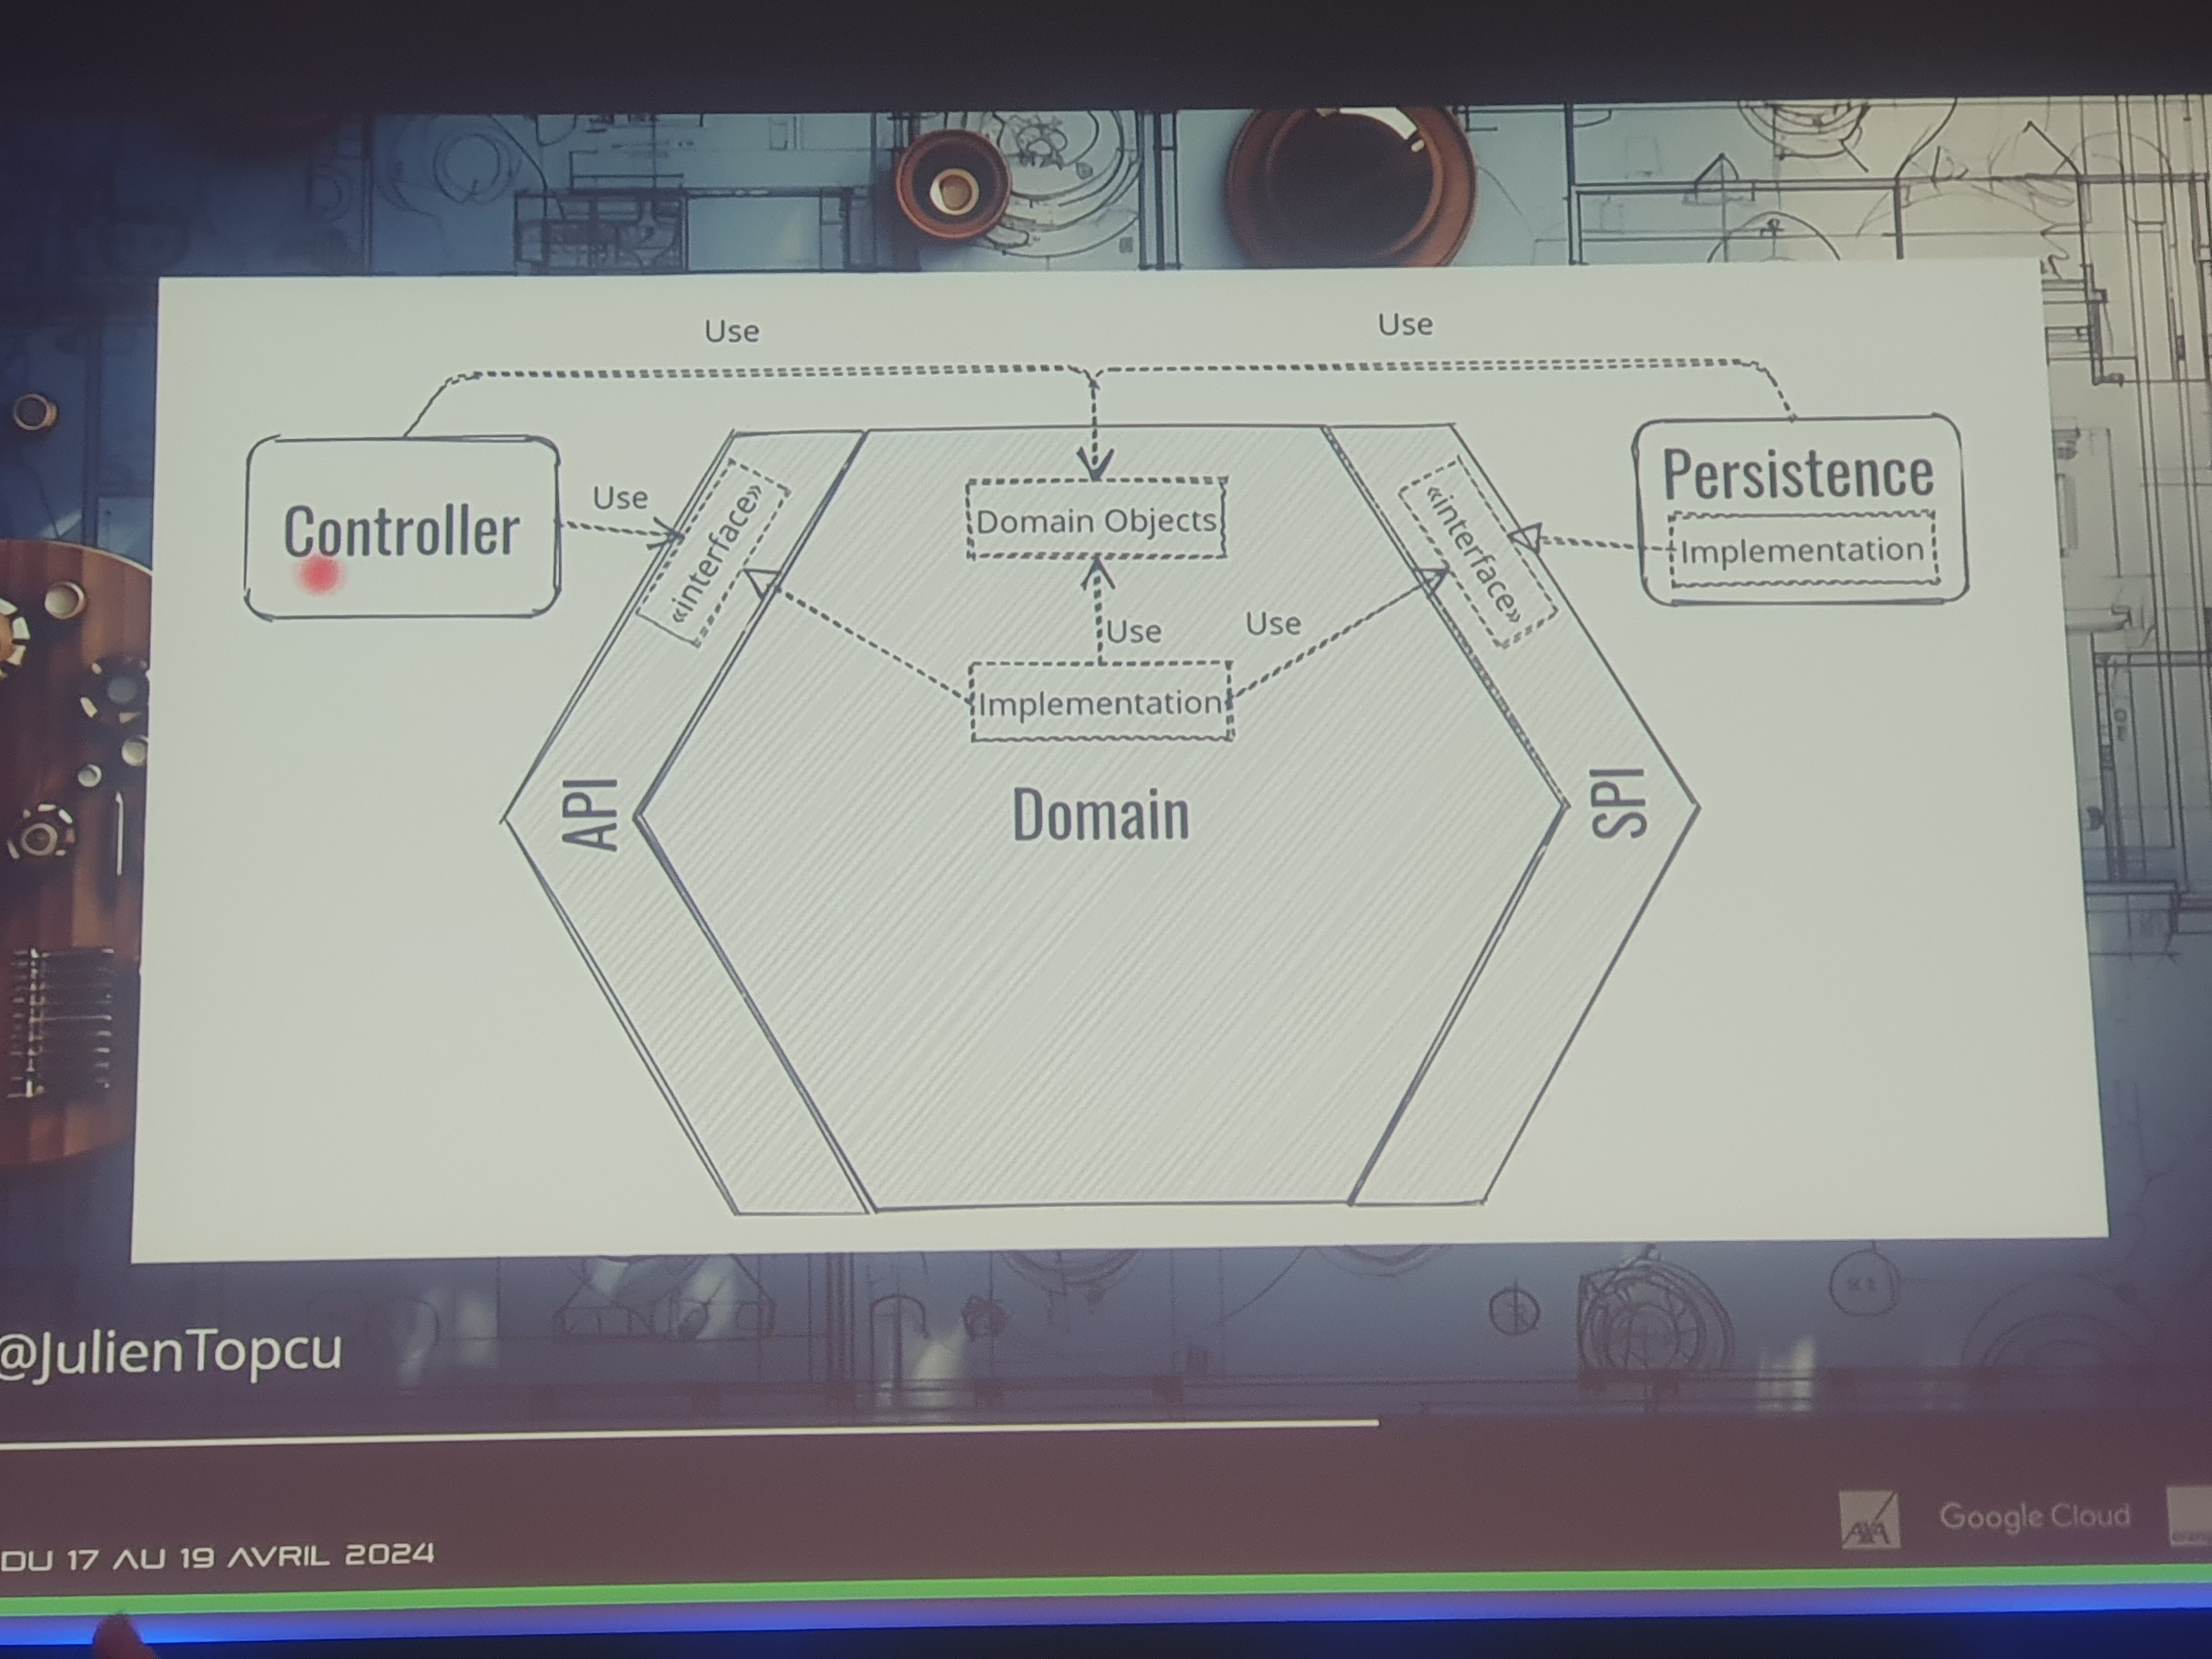 Use
Use
Controller
Use
«interface»
Domain Objects
«interface»
Persistence
Implementation
Use
Use
Implementation
API
Domain
SPI
@JulienTopcu
DU 17 AU 19 AVRIL 2024
AXA
Google Cloud